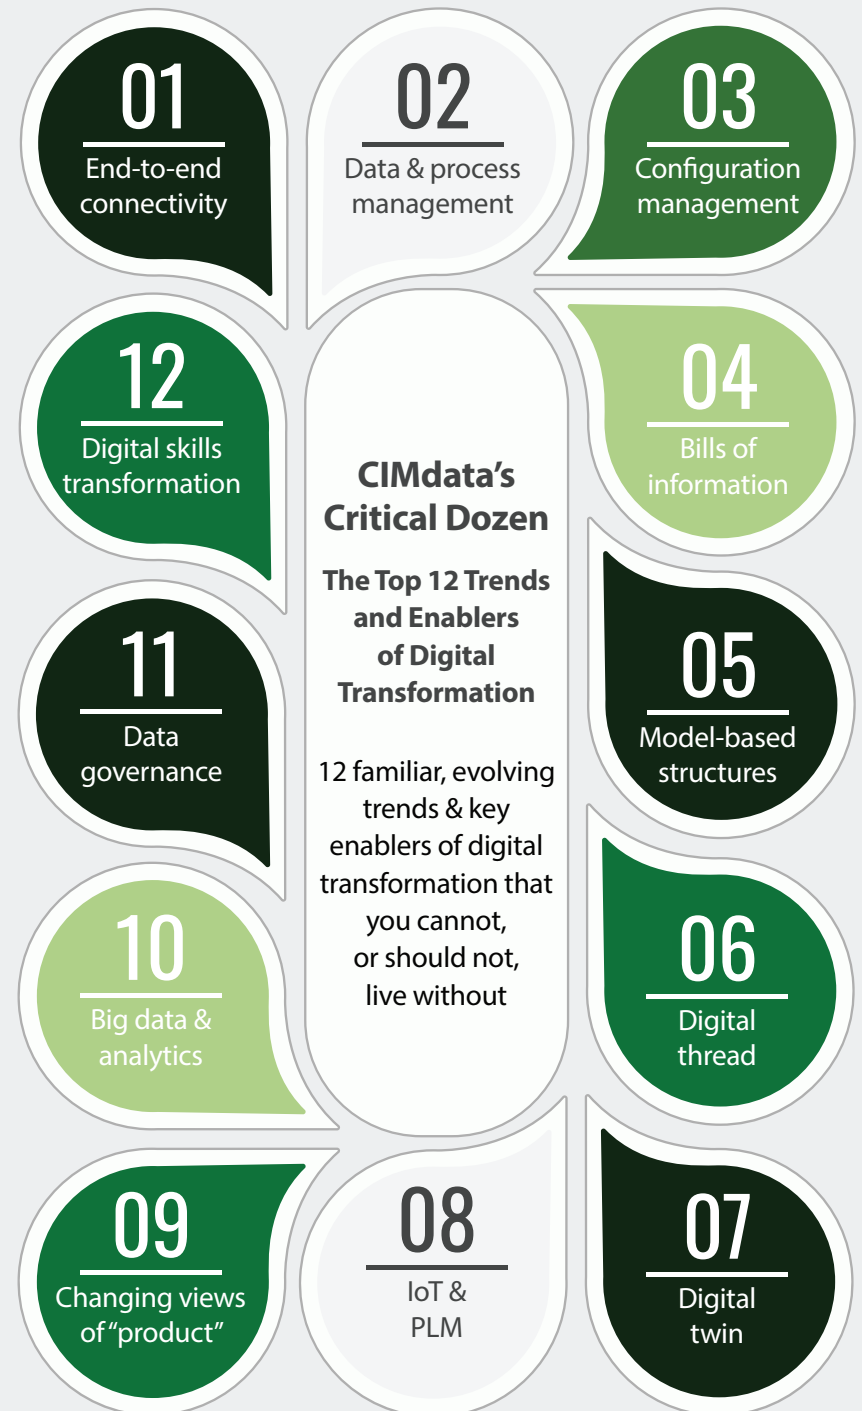 01
End-to-end
connectivity
02
Data & process
management
03
Configuration
management
04
Bills of
information
05
Model-based
structures
06
Digital
thread
07
Digital
twin
08
IoT &
PLM
09
Changing views
of “product”
10
Big data &
analytics
11
Data
governance
12
Digital skills
transformation
CIMdata’s
Critical Dozen
The Top 12 Trends
and Enablers
of Digital
Transformation
12 familiar, evolving
trends & key
enablers of digital
transformation that
you cannot,
or should not,
live without